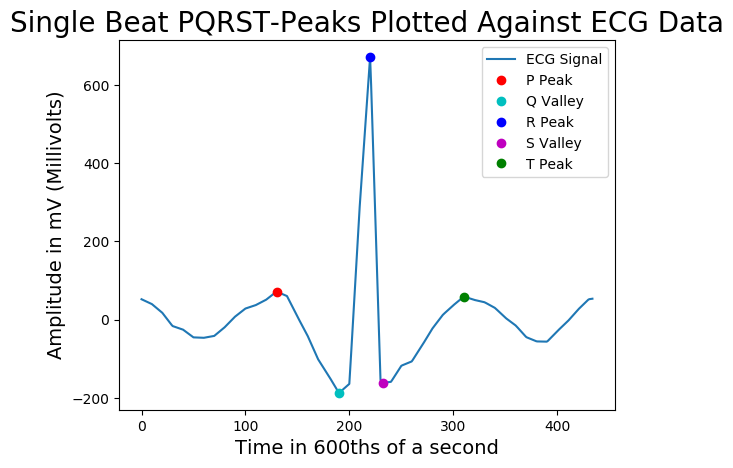 Single Beat PQRST-Peaks Plotted Against ECG Data
Amplitude in mV (Millivolts)
600
400
200
0
−200
ECG Signal
P Peak
Q Valley
R Peak
S Valley
T Peak
0 100 200 300 400
Time in 600ths of a second